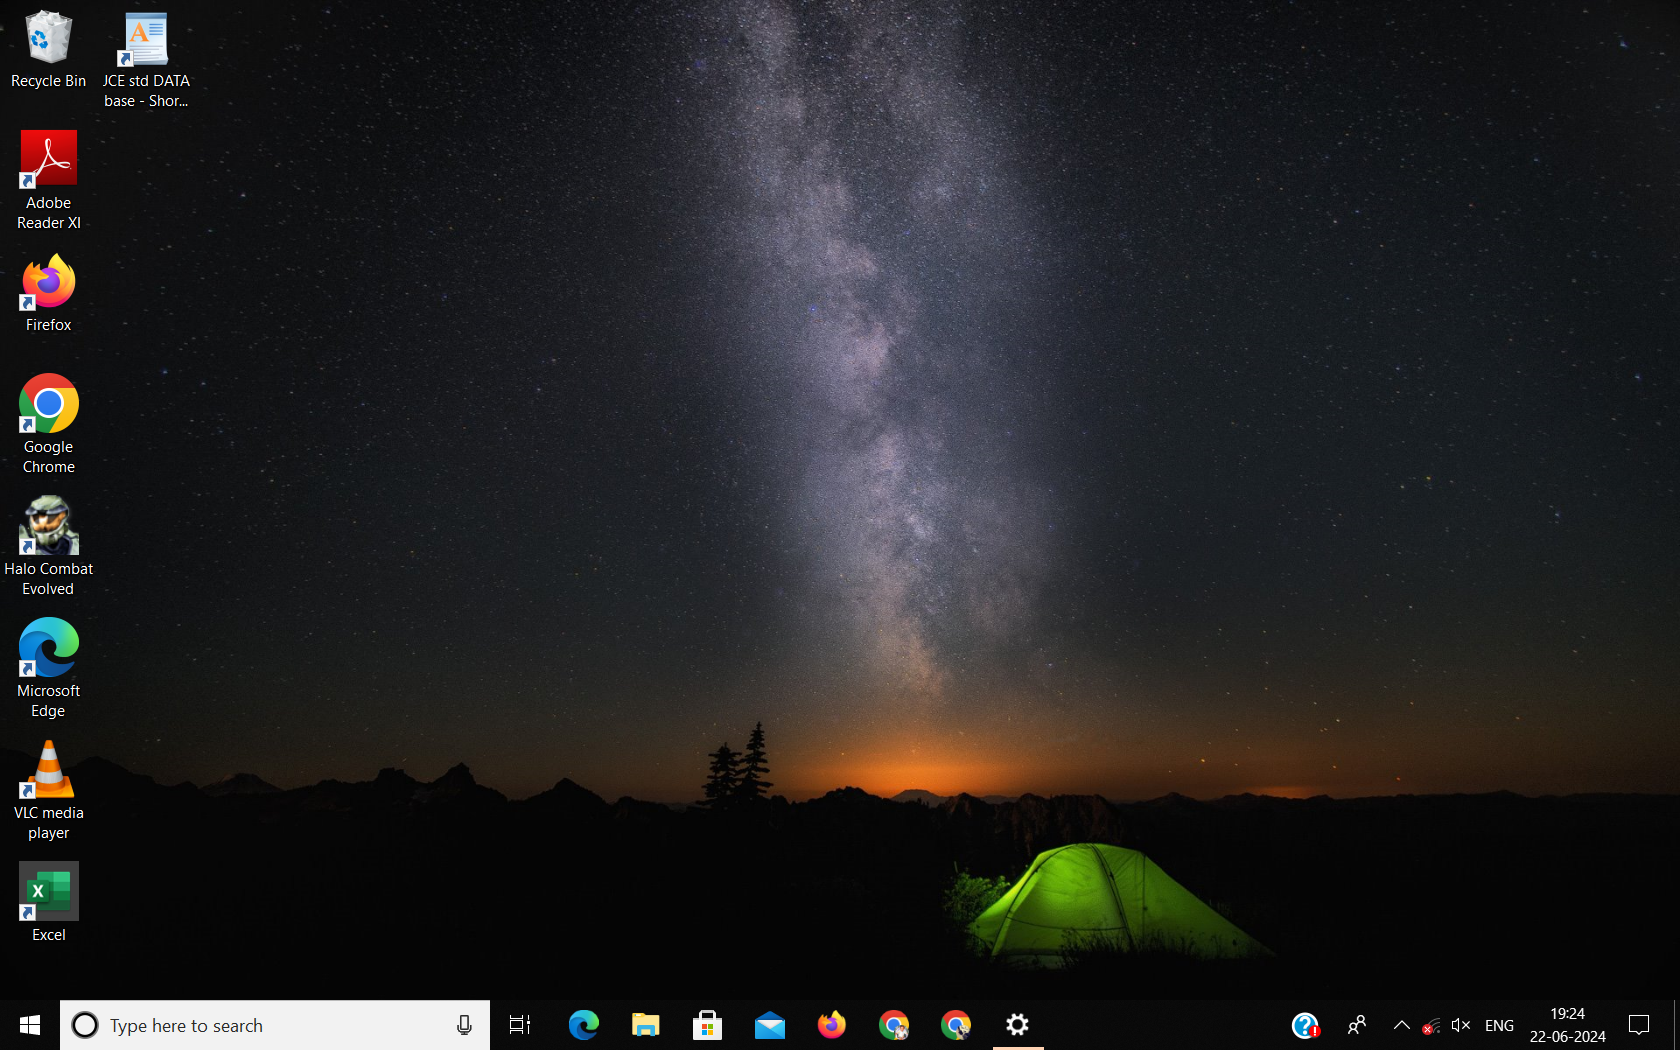 Recycle Bin
JCE std DATA
base - Shor...
Adobe
Reader XI
Firefox
Google
Chrome
Halo Combat
Evolved
Microsoft
Edge
VLC media
player
Excel
Type here to search
ENG
19:24
22-06-2024